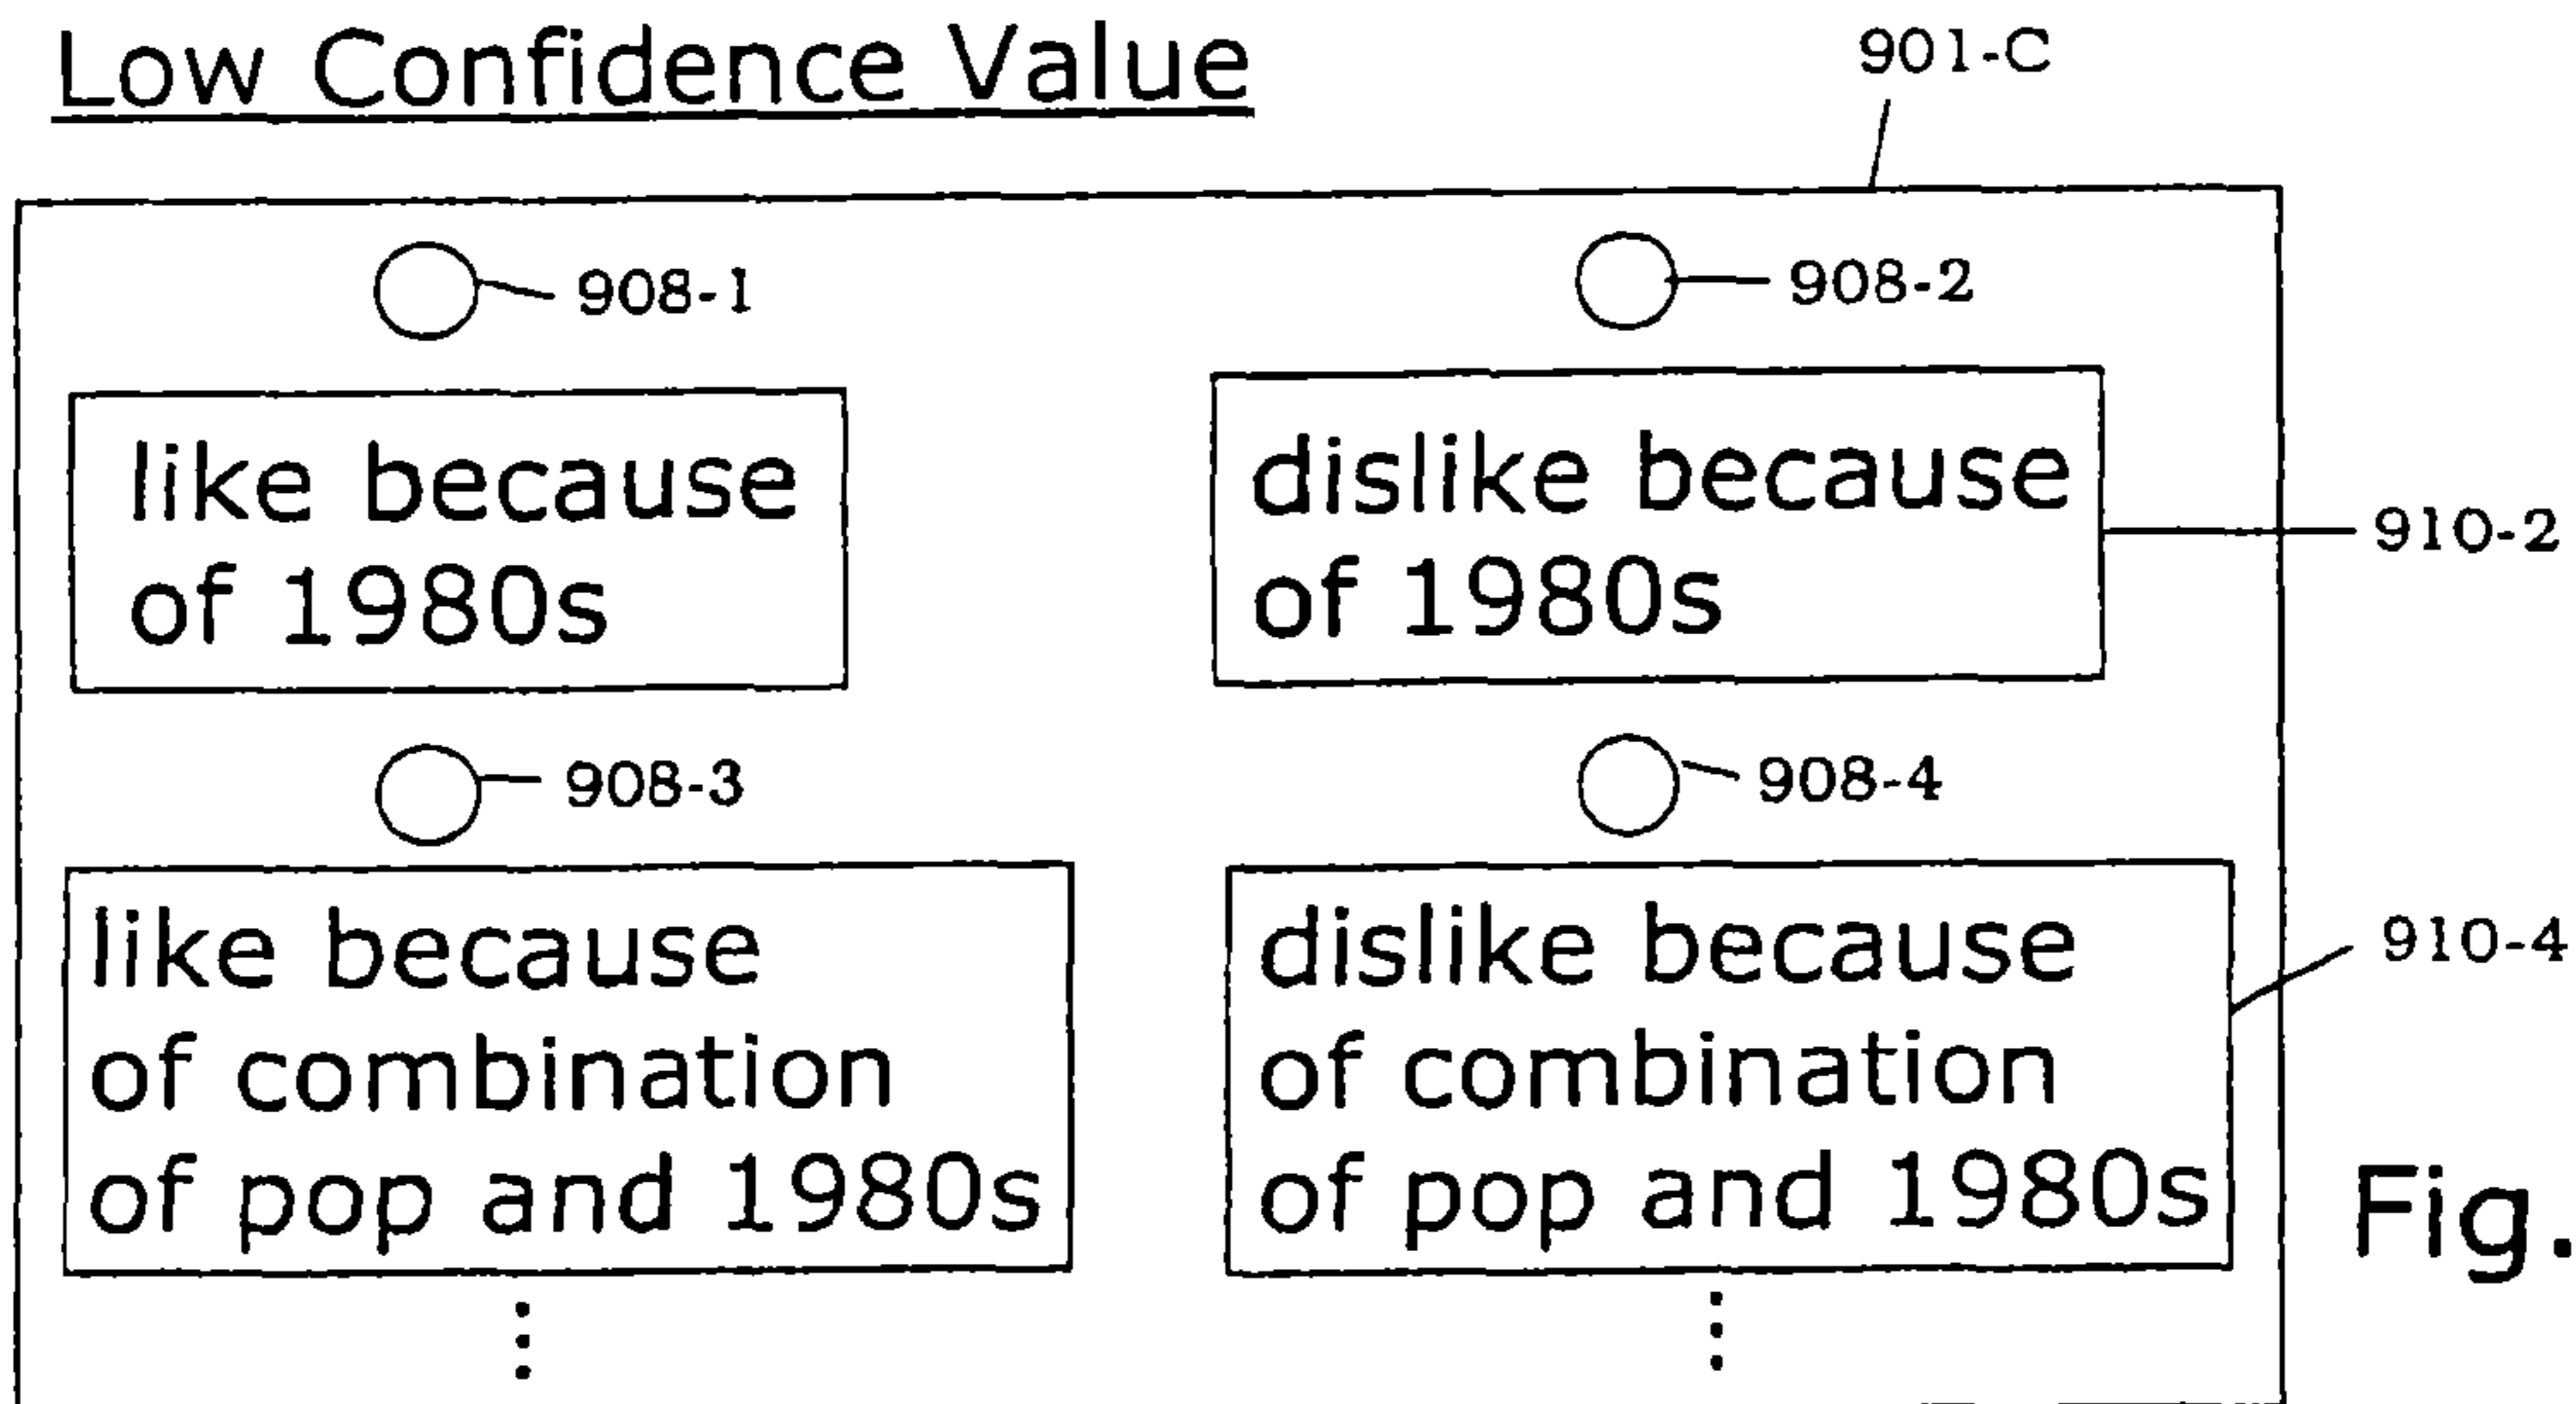 Low Confidence Value
901-C
908-1
908-2
like because
of 1980s
dislike because
of 1980s
910-2
908-3
908-4
like because
of combination
of pop and 1980s
dislike because
of combination
of pop and 1980s
910-4
Fig.